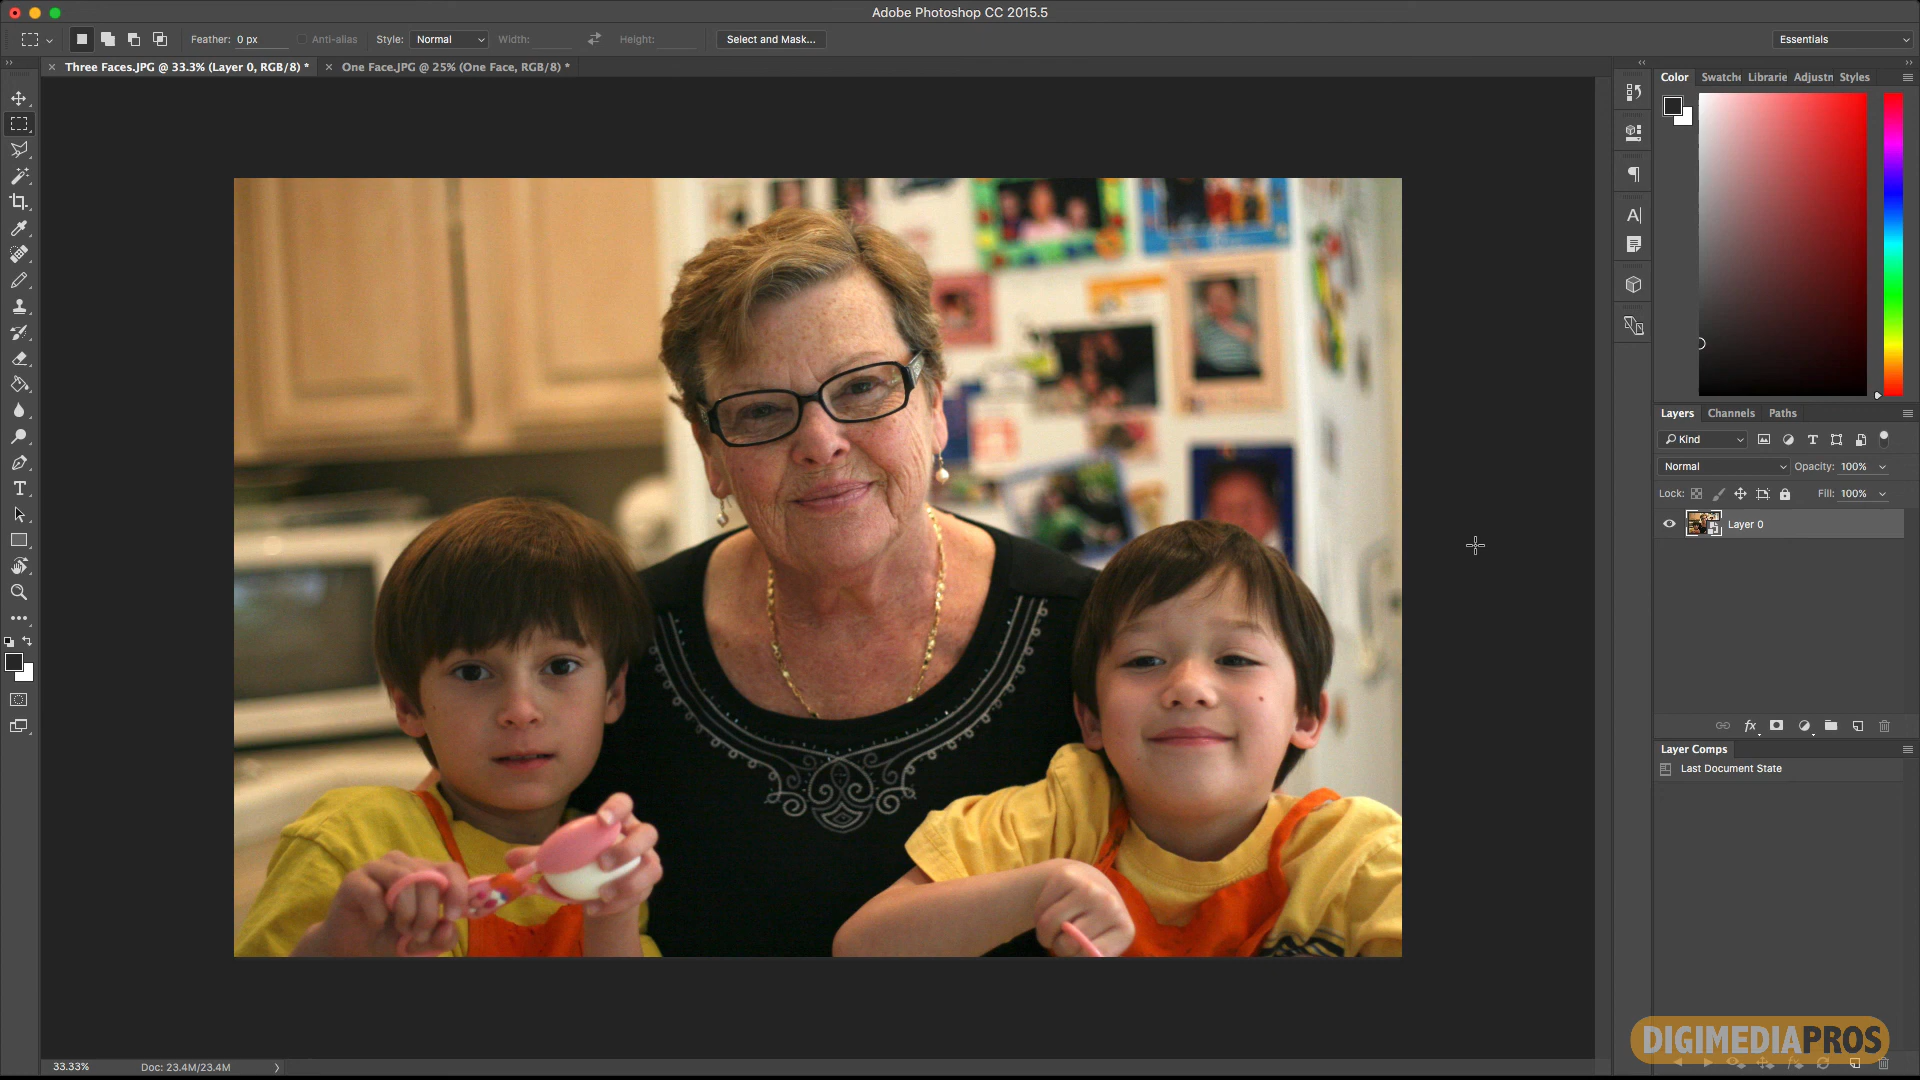 Adobe Photoshop CC 2015.5
Feather: 0 px
Anti-alias
Style: Normal
Width:
Height:
Select and Mask...
Essentials
Three Faces.JPG @ 33.3% (Layer 0, RGB/8) *
One Face.JPG @ 25% (One Face, RGB/8) *
Color
Swatche
Librarie
Adjustn
Styles
Layers
Channels
Paths
Kind
Normal
Opacity: 100%
Lock:
Fill: 100%
Layer 0
fx
Layer Comps
Last Document State
33.33%
Doc: 23.4M/23.4M
DIGIMEDIAPROS